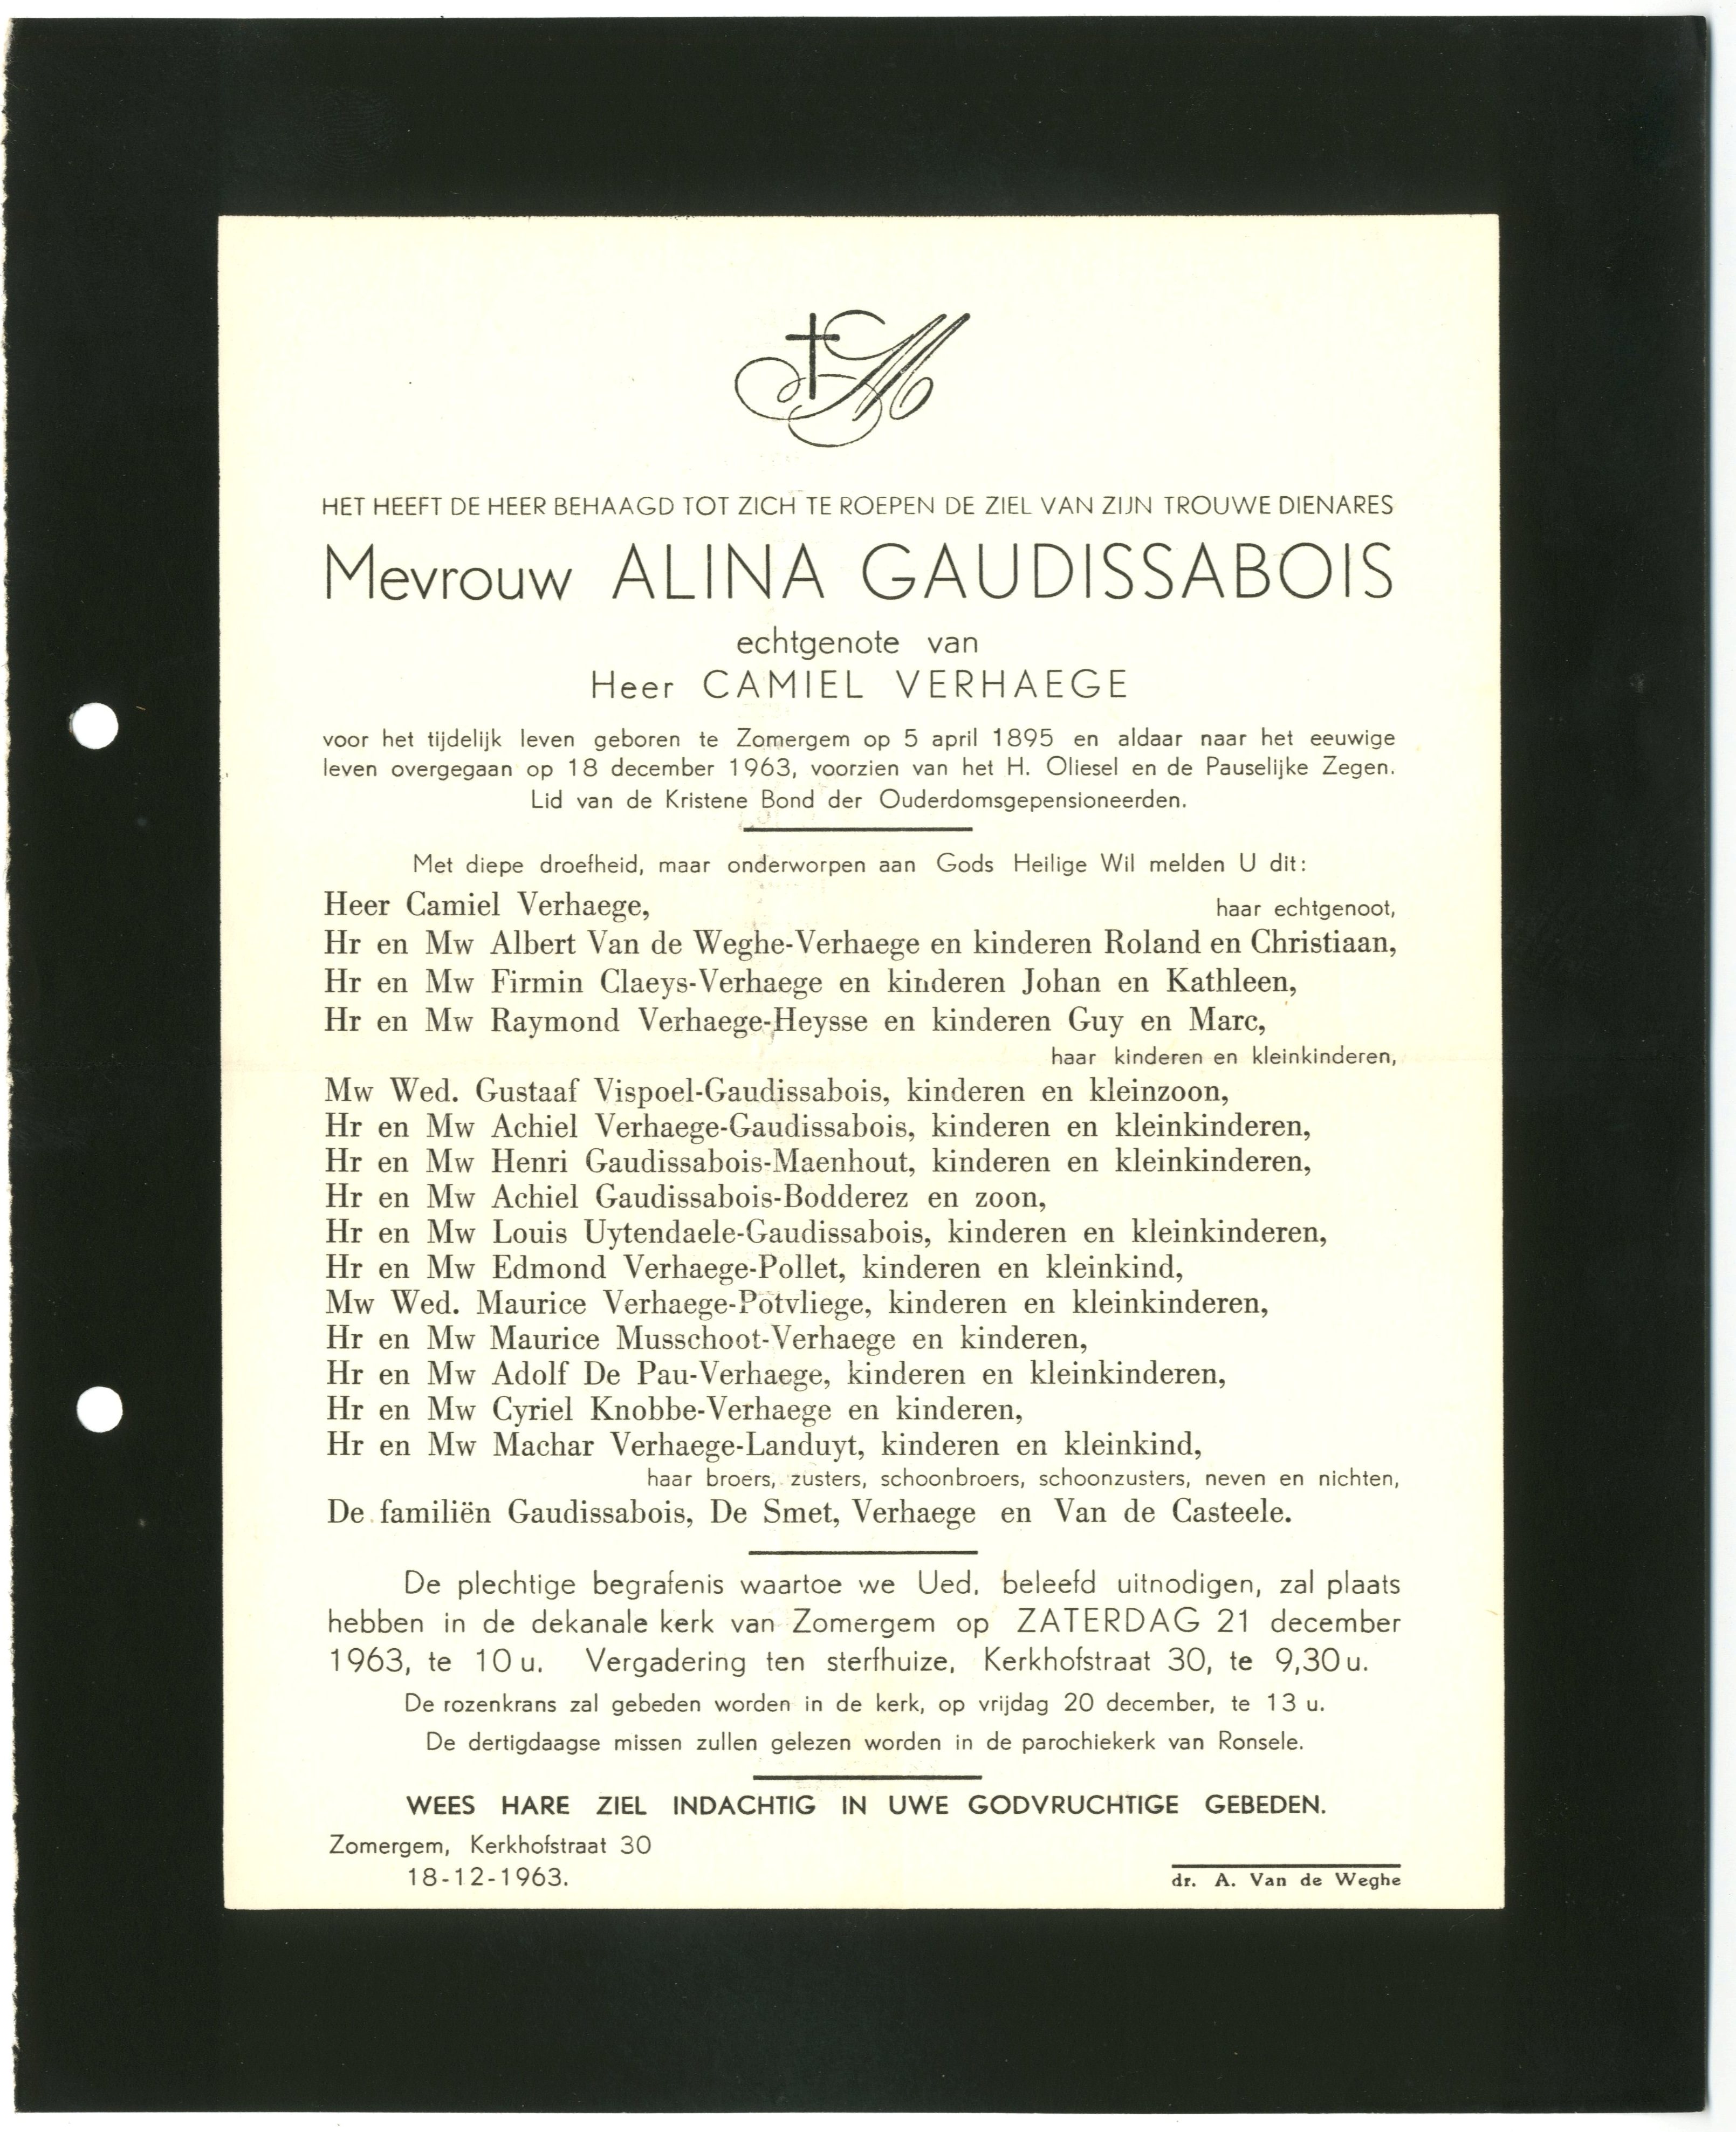 HET HEEFT DE HEER BEHAAGD TOT ZICH TE ROEPEN DE ZIEL VAN ZIJN TROUWE DIENARES
Mevrouw ALINA GAUDISSABOIS
echtgenote van
Heer CAMIEL VERHAEGE
voor het tijdelijk leven geboren te Zomergem op 5 april 1895 en aldaar naar het eeuwige
leven overgegaan op 18 december 1963, voorzien van het H. Oliesel en de Pauselijke Zegen.
Lid van de Kristene Bond der Ouderdomsgepensioneerden.
Met diepe droefheid, maar onderworpen aan Gods Heilige Wil melden U dit:
Heer Camiel Verhaege, haar echtgenoot,
Hr en Mw Albert Van de Weghe-Verhaege en kinderen Roland en Christiaan,
Hr en Mw Firmin Claeys-Verhaege en kinderen Johan en Kathleen,
Hr en Mw Raymond Verhaege-Heysse en kinderen Guy en Marc,
haar kinderen en kleinkinderen,
Mw Wed. Gustaaf Vispoel-Gaudissabois, kinderen en kleinzoon,
Hr en Mw Achiel Verhaege-Gaudissabois, kinderen en kleinkinderen,
Hr en Mw Henri Gaudissabois-Maenhout, kinderen en kleinkinderen,
Hr en Mw Achiel Gaudissabois-Bodderez en zoon,
Hr en Mw Louis Uytendaele-Gaudissabois, kinderen en kleinkinderen,
Hr en Mw Edmond Verhaege-Pollet, kinderen en kleinkind,
Mw Wed. Maurice Verhaege-Potvliege, kinderen en kleinkinderen,
Hr en Mw Maurice Musschoot-Verhaege en kinderen,
Hr en Mw Adolf De Pau-Verhaege, kinderen en kleinkinderen,
Hr en Mw Cyriel Knobbe-Verhaege en kinderen,
Hr en Mw Machar Verhaege-Landuyt, kinderen en kleinkind,
haar broers, zusters, schoonbroers, schoonzusters, neven en nichten,
De familiën Gaudissabois, De Smet, Verhaege en Van de Casteele.
De plechtige begrafenis waartoe we Ued. beleefd uitnodigen, zal plaats
hebben in de dekanale kerk van Zomergem op ZATERDAG 21 december
1963, te 10 u. Vergadering ten sterfhuize, Kerkhofstraat 30, te 9,30 u.
De rozenkrans zal gebeden worden in de kerk, op vrijdag 20 december, te 13 u.
De dertigdaagse missen zullen gelezen worden in de parochiekerk van Ronsele.
WEES HARE ZIEL INDACHTIG IN UWE GODVRUCHTIGE GEBEDEN.
Zomergem, Kerkhofstraat 30
18-12-1963.
dr. A. Van de Weghe